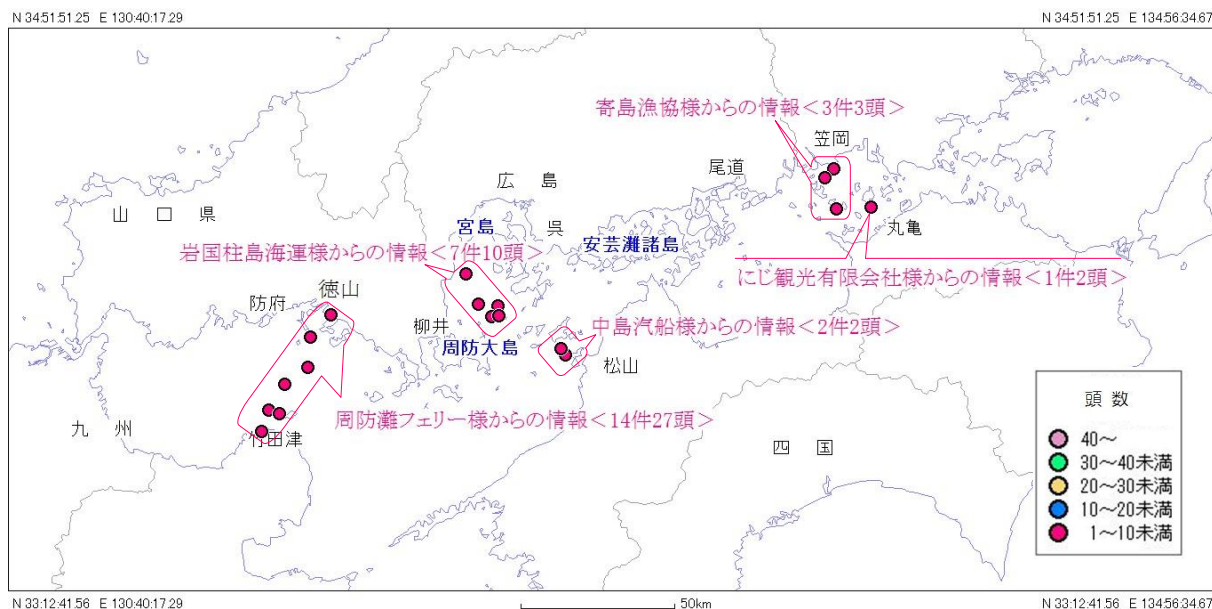 N 34:51:51.25 E 130:40:17.29
N 34:51:51.25 E 134:56:34.67
寄島漁協様からの情報<3件3頭>
笠岡
尾道
広 島
山 口 県
宮島
呉
安芸灘諸島
丸亀
岩国柱島海運様からの情報<7件10頭>
にじ観光有限会社様からの情報<1件2頭>
徳山
防府
柳井
中島汽船様からの情報<2件2頭>
周防大島
松山
頭 数
周防灘フェリー様からの情報<14件27頭>
九 州
竹田津
四 国
40~
30~40未満
20~30未満
10~20未満
1~10未満
N 33:12:41.56 E 130:40:17.29
50km
N 33:12:41.56 E 134:56:34.67